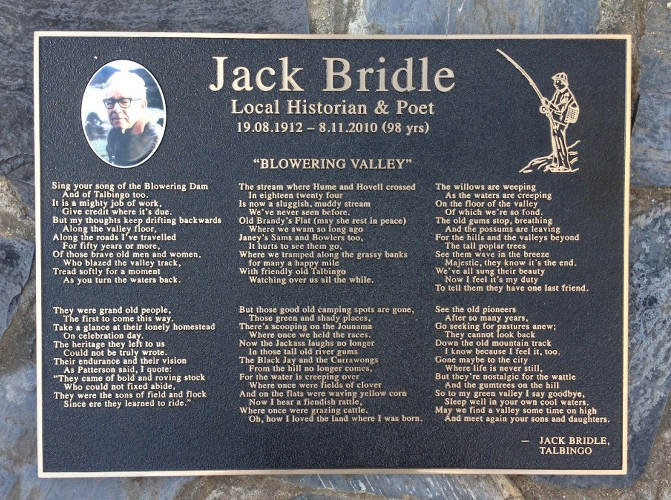 Jack Bridle
Local Historian & Poet
19.08.1912 – 8.11.2010 (98 yrs)
"BLOWERING VALLEY"
Sing your song of the Blowering Dam
And of Talbingo too.
It is a mighty job of work,
Give credit where it's due.
But my thoughts keep drifting backwards
Along the valley floor,
Along the roads I've travelled
For fifty years or more,
Of those brave old men and women,
Who blazed the valley track,
Tread softly for a moment
As you turn the waters back.
They were grand old people,
The first to come this way,
Take a glance at their lonely homestead
On celebration day.
The heritage they left to us
Could not be truly wrote.
Their endurance and their vision
As Patterson said, I quote:
"They came of bold and roving stock
Who could not fixed abide,
They were the sons of field and flock
Since ere they learned to ride."
The stream where Hume and Hovell crossed
In eighteen twenty four
Is now a sluggish, muddy stream
We've never seen before.
Old Brandy's Flat (may she rest in peace)
Where we swam so long ago
Janey's Sams and Bowlers too,
It hurts to see them go,
Where we tramped along the grassy banks
for many a happy mile
With friendly old Talbingo
Watching over us all the while.
But those good old camping spots are gone,
Those green and shady places,
There's scooping on the Jounama
Where once we held the races,
Now the Jackass laughs no longer
In those tall old river gums
The Black Jay and the Currawongs
From the hill no longer comes,
For the water is creeping over
Where once were fields of clover
And on the flats were waving yellow corn
Now I hear a fiendish rattle,
Where once were grazing cattle.
Oh, how I loved the land where I was born.
The willows are weeping
As the waters are creeping
On the floor of the valley
Of which we're so fond.
The old gums stop, breathing
And the possums are leaving
For the hills and the valleys beyond
The tall poplar trees
See them wave in the breeze
Majestic, they know it's the end.
We've all sung their beauty
Now I feel it's my duty
To tell them they have one last friend.
See the old pioneers
After so many years,
Go seeking for pastures anew;
They cannot look back
Down the old mountain track
I know because I feel it, too.
Gone maybe to the city
Where life is never still,
But they're nostalgic for the wattle
And the gumtrees on the hill
So to my green valley I say goodbye,
Sleep well in your own cool waters.
May we find a valley some time on high
And meet again your sons and daughters.
— JACK BRIDLE,
TALBINGO